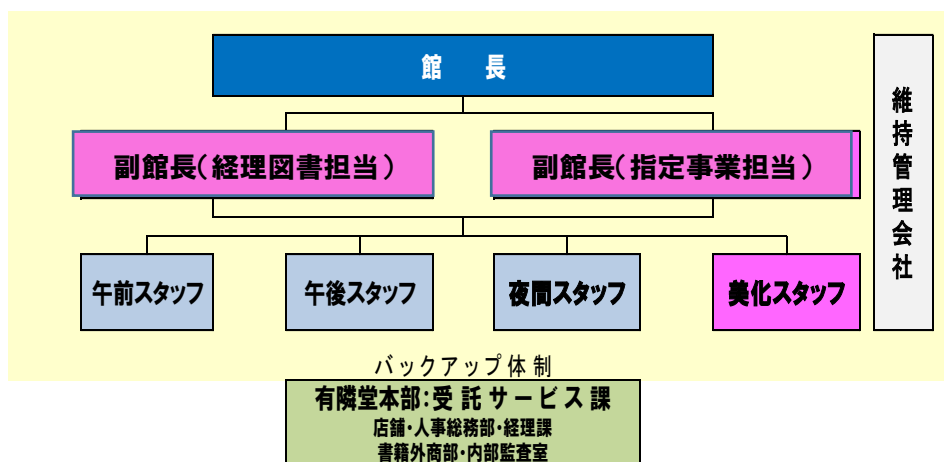 館　長
副館長(経理図書担当)
副館長(指定事業担当)
維持管理会社
午前スタッフ
午後スタッフ
夜間スタッフ
美化スタッフ
バックアップ体制
有隣堂本部:受託サービス課
店舗・人事総務部・経理課
書籍外商部・内部監査室